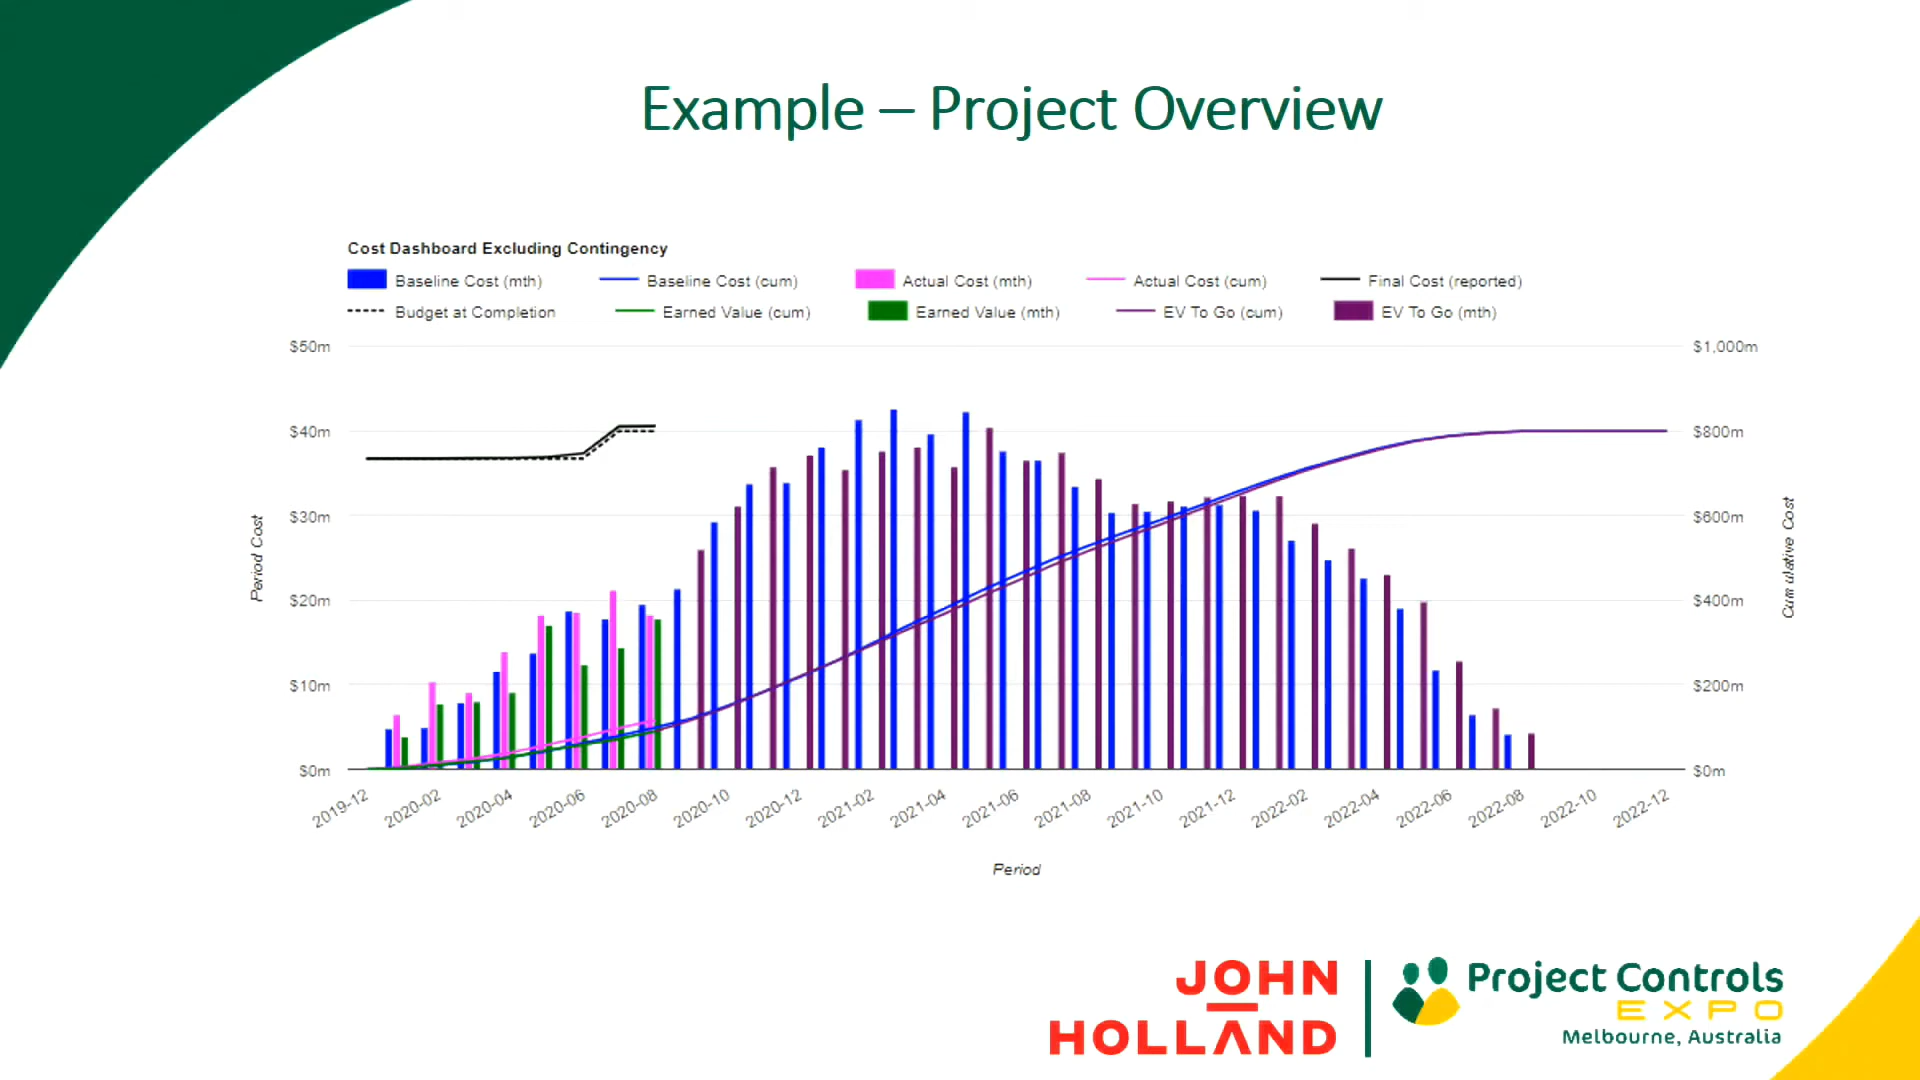 Example – Project Overview
Cost Dashboard Excluding Contingency
Baseline Cost (mth) Baseline Cost (cum) Actual Cost (mth) Actual Cost (cum) Final Cost (reported)
Budget at Completion Earned Value (cum) Earned Value (mth) EV To Go (cum) EV To Go (mth)
$50m $1,000m
$40m $800m
$30m $600m
$20m $400m
$10m $200m
$0m $0m
Period Cost
Cumulative Cost
2019-12 2020-02 2020-04 2020-06 2020-08 2020-10 2020-12 2021-02 2021-04 2021-06 2021-08 2021-10 2021-12 2022-02 2022-04 2022-06 2022-08 2022-10 2022-12
Period
JOHN
HOLLAND
Project Controls
EXPO
Melbourne, Australia